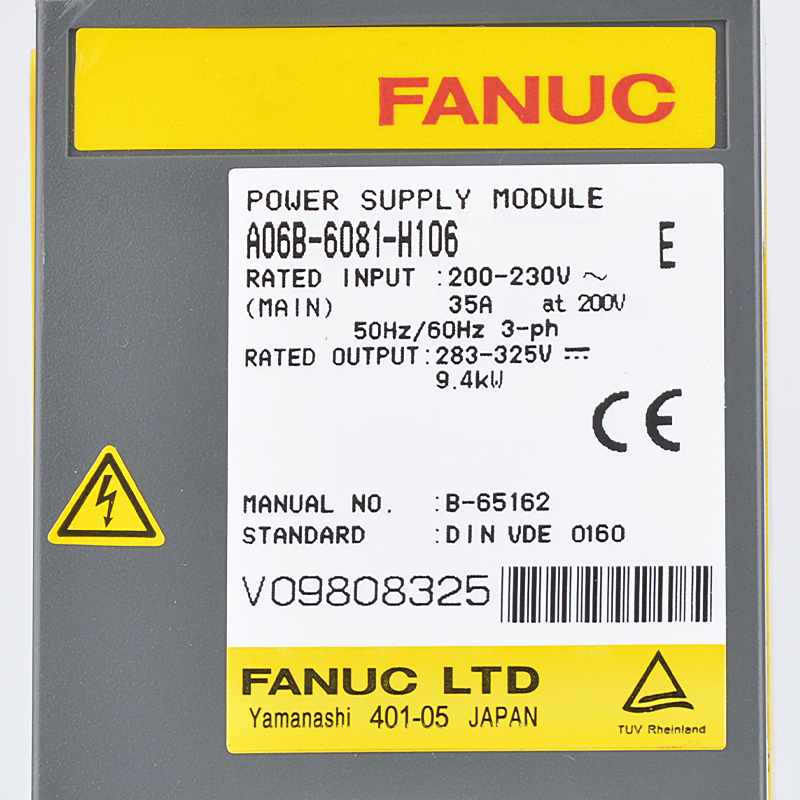 FANUC
POWER SUPPLY MODULE
A06B-6081-H106 E
RATED INPUT :200-230V ~
(MAIN) 35A at 200V
50Hz/60Hz 3-ph
RATED OUTPUT:283-325V ⎓
9.4kW
CE
MANUAL NO. :B-65162
STANDARD :DIN VDE 0160
V09808325
FANUC LTD
Yamanashi 401-05 JAPAN
TUV Rheinland